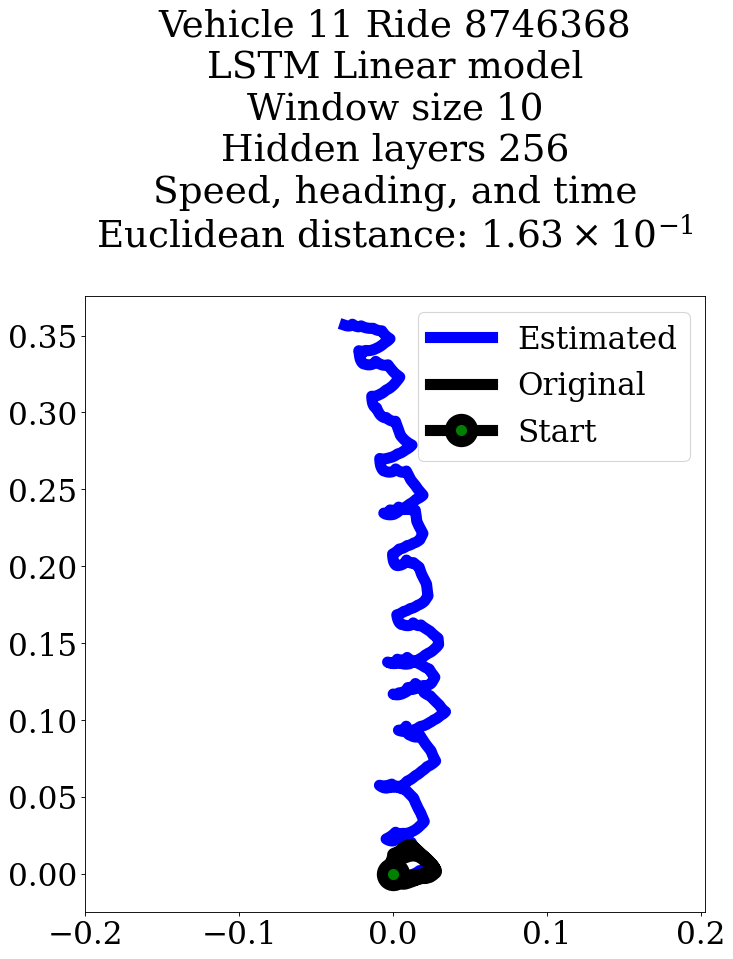 Vehicle 11 Ride 8746368
LSTM Linear model
Window size 10
Hidden layers 256
Speed, heading, and time
Euclidean distance: 1.63 × 10⁻¹
Estimated
Original
Start
0.35
0.30
0.25
0.20
0.15
0.10
0.05
0.00
−0.2 −0.1 0.0 0.1 0.2